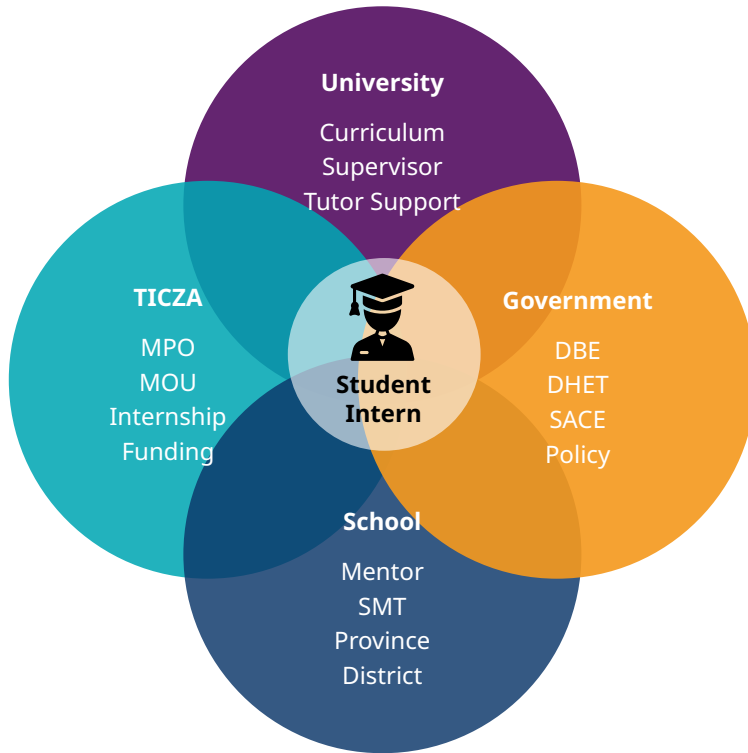 University
Curriculum
Supervisor
Tutor Support
TICZA
MPO
MOU
Internship
Funding
Government
DBE
DHET
SACE
Policy
Student
Intern
School
Mentor
SMT
Province
District